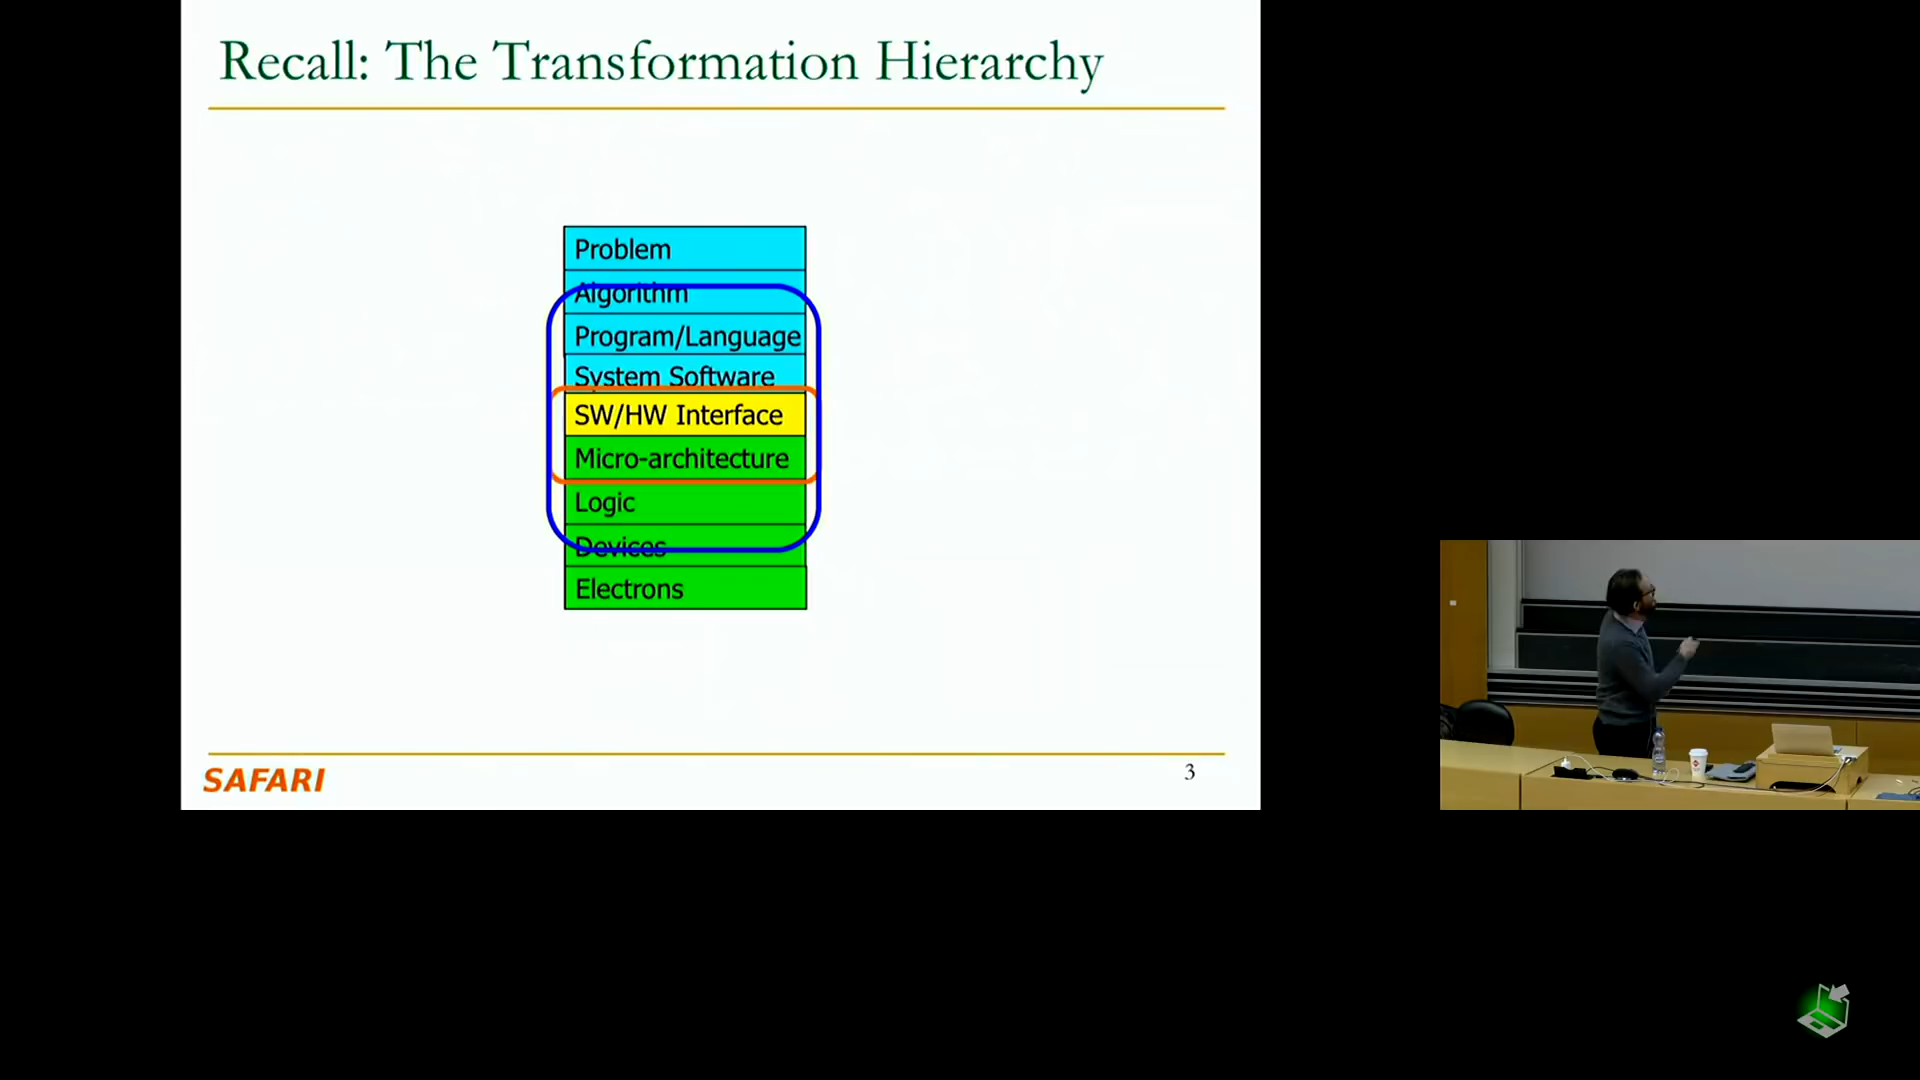 Recall: The Transformation Hierarchy
Problem
Algorithm
Program/Language
System Software
SW/HW Interface
Micro-architecture
Logic
Devices
Electrons
SAFARI
3